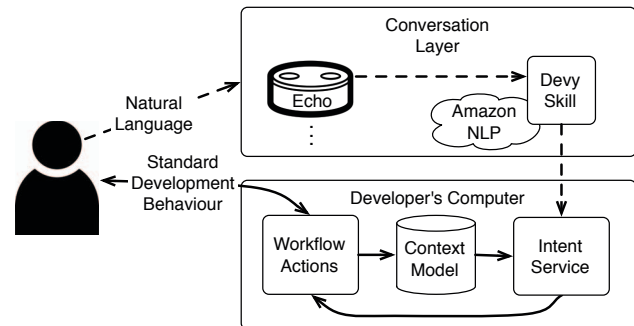 Conversation
Layer
Echo
Devy
Skill
Amazon
NLP
Natural
Language
Standard
Development
Behaviour
Developer's Computer
Workflow
Actions
Context
Model
Intent
Service